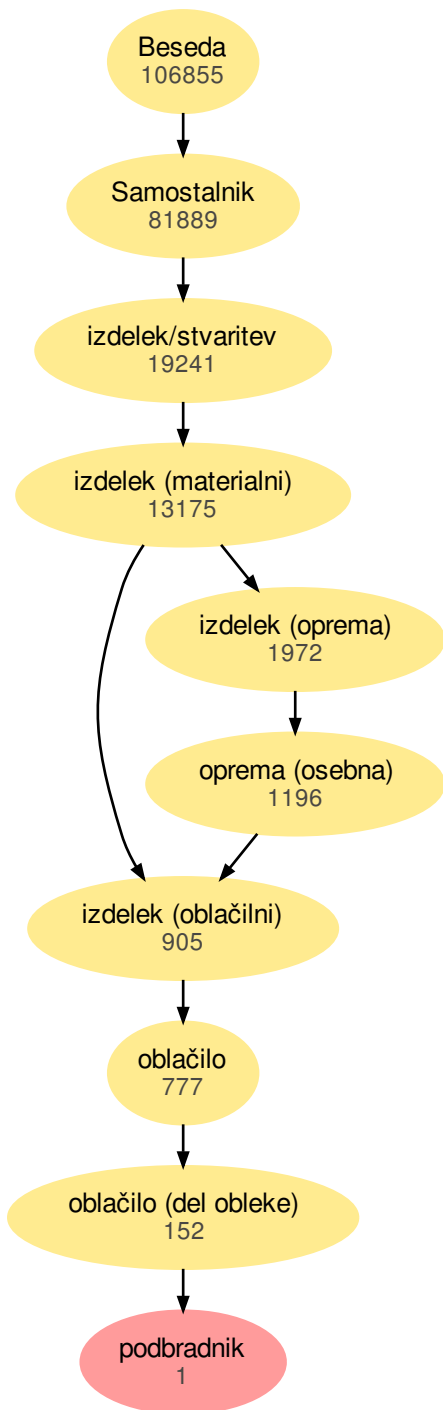 Beseda
106855
Samostalnik
81889
izdelek/stvaritev
19241
izdelek (materialni)
13175
izdelek (oprema)
1972
oprema (osebna)
1196
izdelek (oblačilni)
905
oblačilo
777
oblačilo (del obleke)
152
podbradnik
1